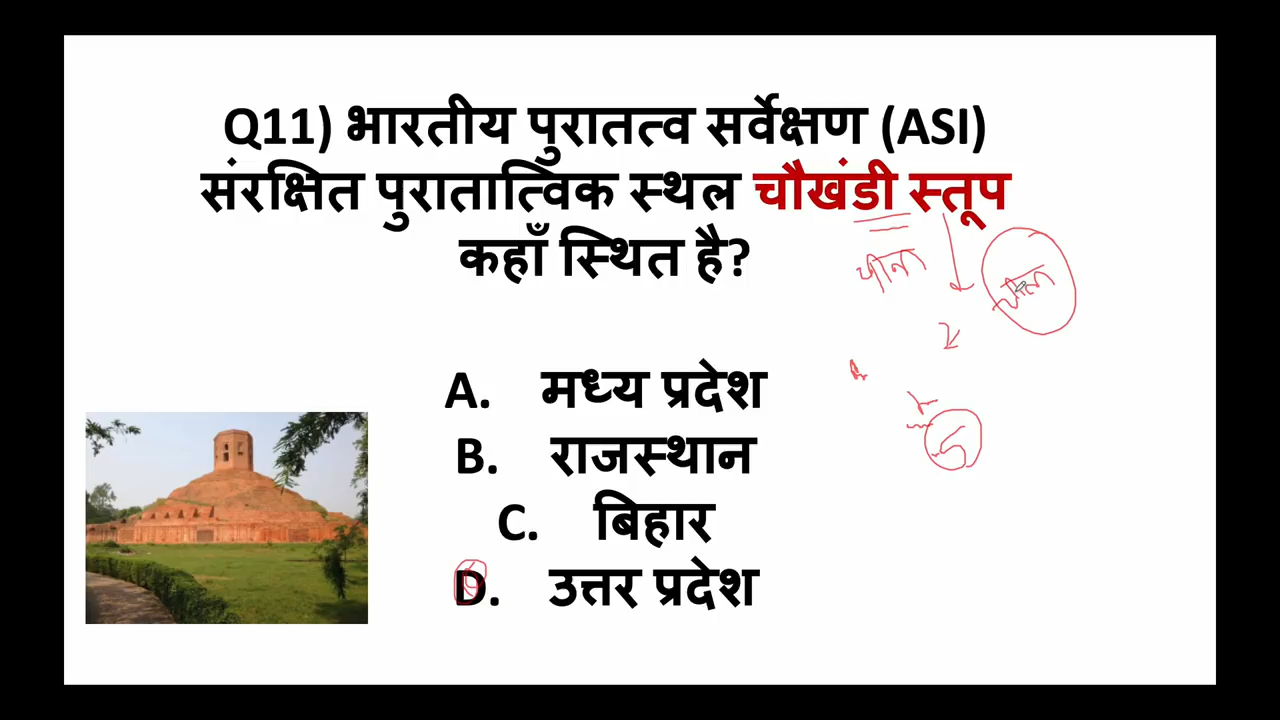 Q11) भारतीय पुरातत्व सर्वेक्षण (ASI)
संरक्षित पुरातात्विक स्थल चौखंडी स्तूप
कहाँ स्थित है?
A. मध्य प्रदेश
B. राजस्थान
C. बिहार
D. उत्तर प्रदेश